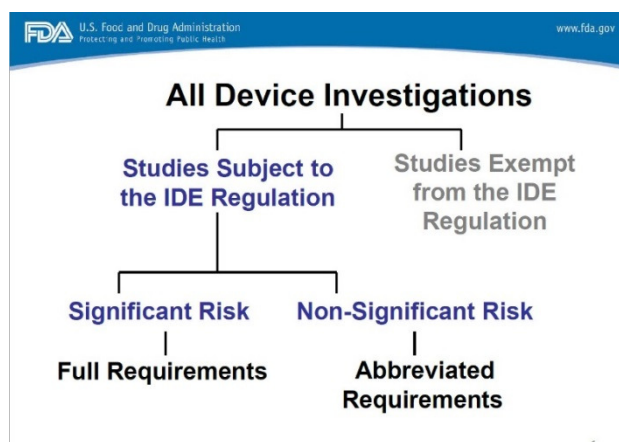 FDA U.S. Food and Drug Administration
Protecting and Promoting Public Health
www.fda.gov
All Device Investigations
Studies Subject to
the IDE Regulation
Studies Exempt
from the IDE
Regulation
Significant Risk
Non-Significant Risk
Full Requirements
Abbreviated
Requirements